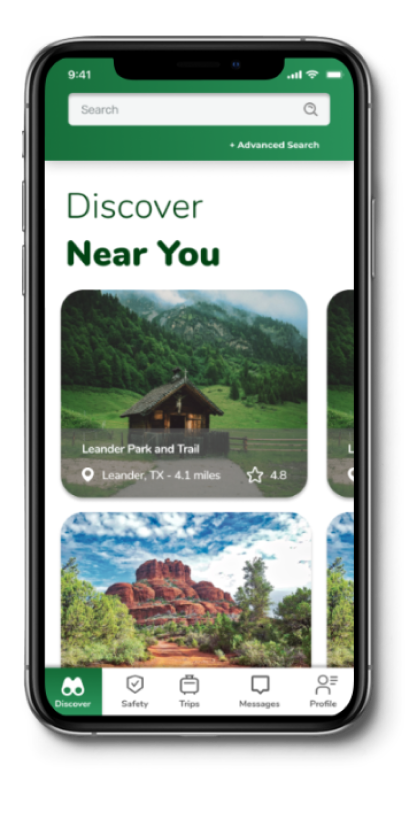 9:41
Search
+ Advanced Search
Discover
Near You
Leander Park and Trail
Leander, TX - 4.1 miles 4.8
L
Discover Safety Trips Messages Profile